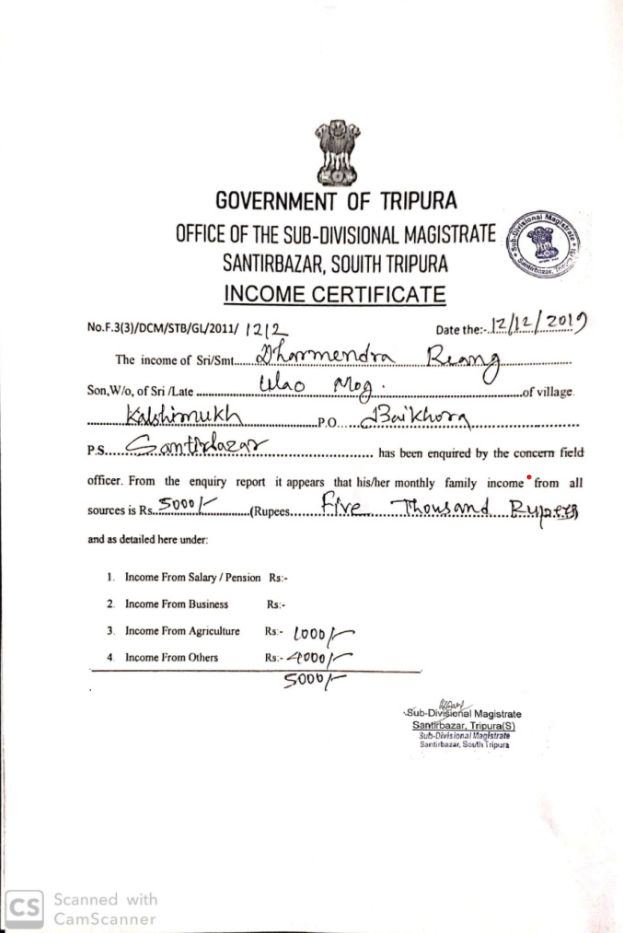 GOVERNMENT OF TRIPURA
OFFICE OF THE SUB-DIVISIONAL MAGISTRATE
SANTIRBAZAR, SOUITH TRIPURA
INCOME CERTIFICATE
Sub-Divisional Magistrate
Santirbazar, Tripura
No.F.3(3)/DCM/STB/GL/2011/ 1212 Date the:-12/12/2019
The income of Sri/Smt....Dharmendra Reang
Son,W/o, of Sri /Late ... Mog. ...of village.
Kalshimukh P.O....Baikhora
P.S....Santirbazar... has been enquired by the concern field
officer. From the enquiry report it appears that his/her monthly family income from all
sources is Rs.5000/-...(Rupees...Five Thousand Rupees
and as detailed here under:
1. Income From Salary / Pension Rs:-
2. Income From Business Rs:-
3. Income From Agriculture Rs:- 1000/-
4. Income From Others Rs:- 4000/-
5000/-
Sub-Divisional Magistrate
Santirbazar, Tripura(S)
Sub-Divisional Magistrate
Santirbazar, South Tripura
CS Scanned with
CamScanner